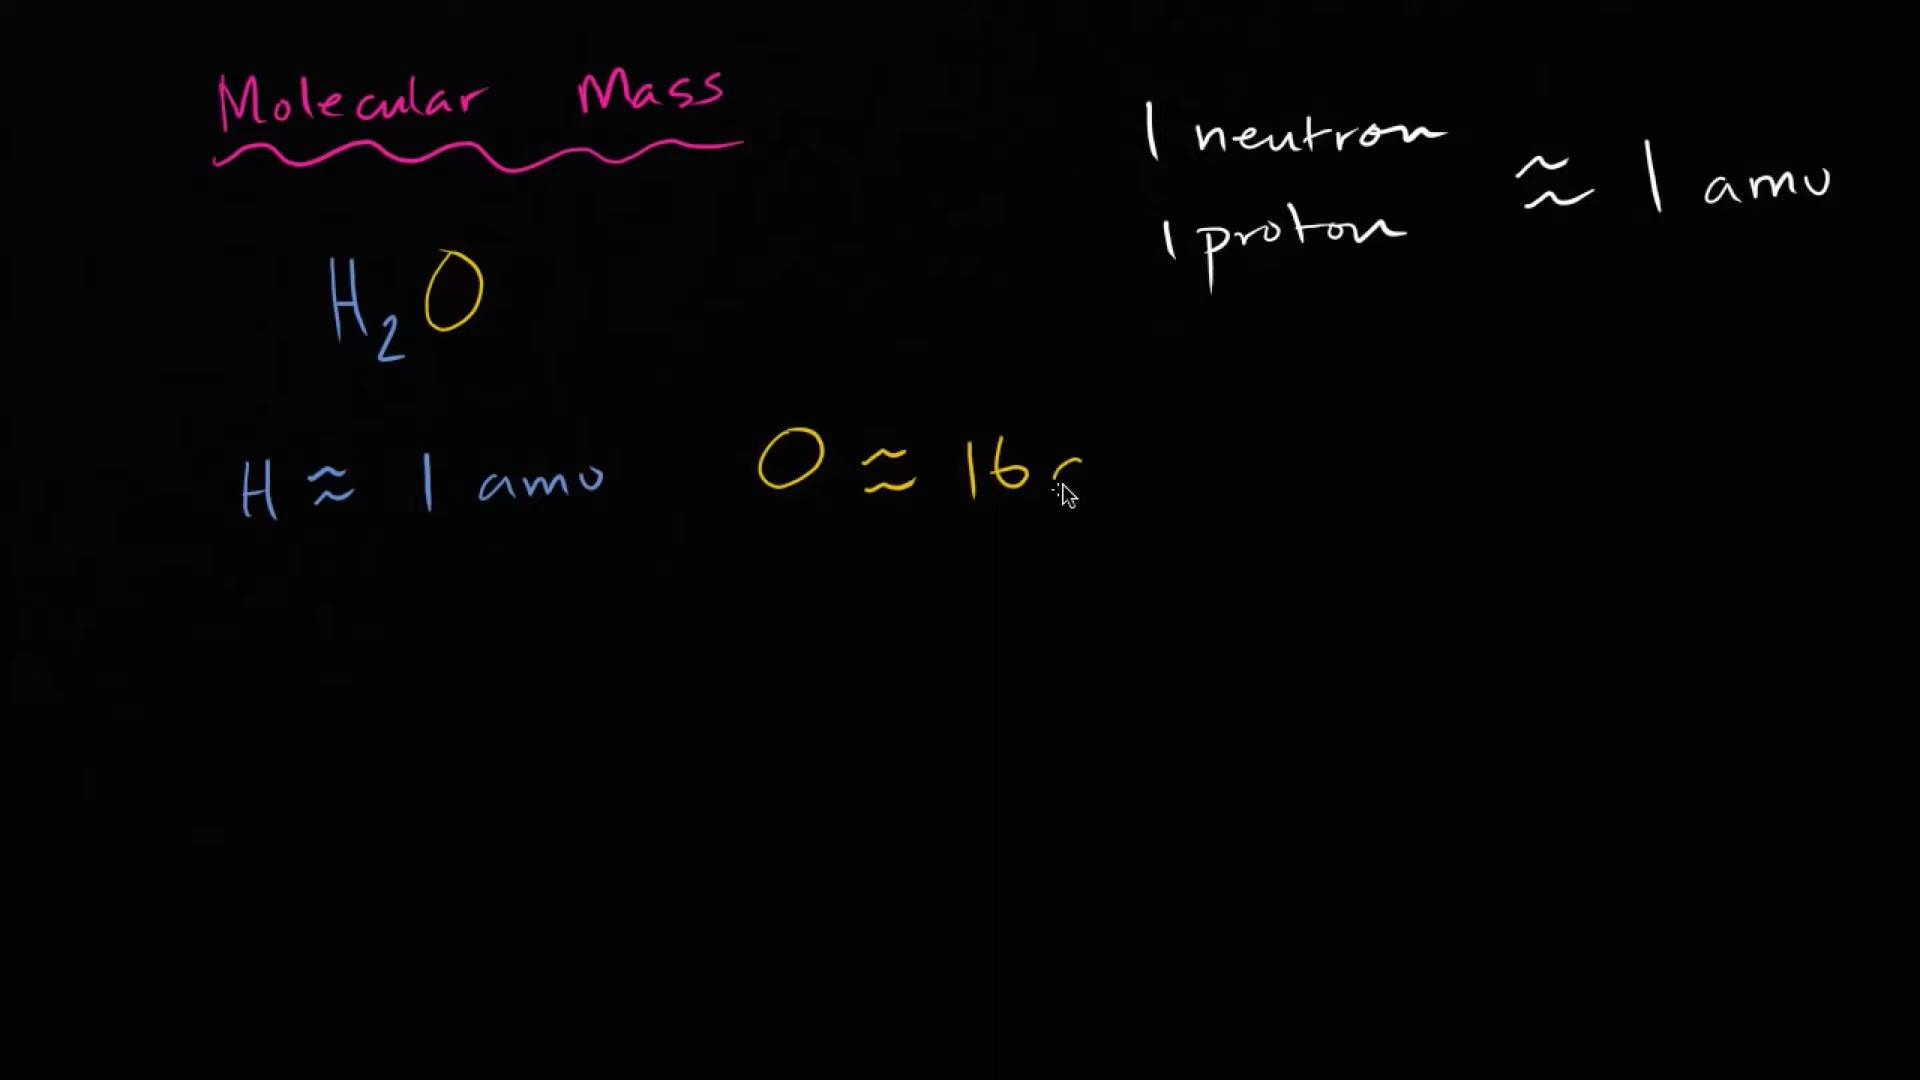 Molecular Mass
1 neutron
1 proton ≈ 1 amu
H₂O
H ≈ 1 amu
O ≈ 16